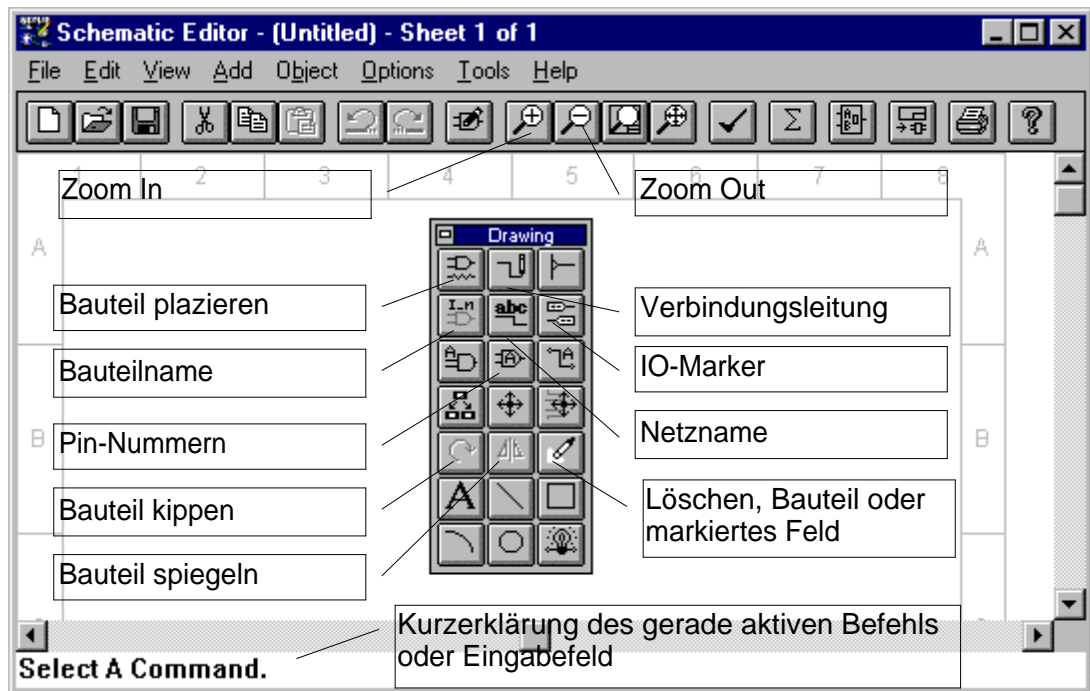 Schematic Editor - (Untitled) - Sheet 1 of 1
File Edit View Add Object Options Tools Help
1 2 3 4 5 6 7 8
Zoom In
Zoom Out
Drawing
A
A
Bauteil plazieren
Verbindungsleitung
I_n
abc
Bauteilname
IO-Marker
A
A
A
Pin-Nummern
Netzname
B
B
Bauteil kippen
Löschen, Bauteil oder
markiertes Feld
A
Bauteil spiegeln
Kurzerklärung des gerade aktiven Befehls
oder Eingabefeld
Select A Command.